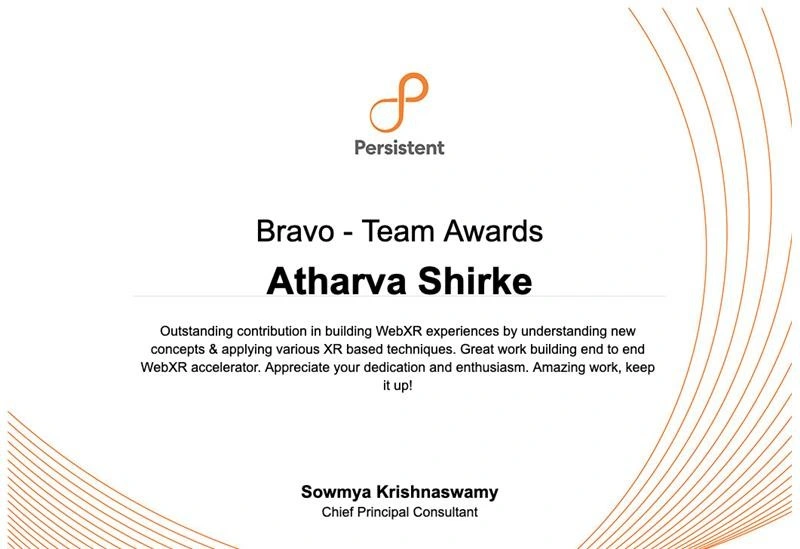 Persistent
Bravo - Team Awards
Atharva Shirke
Outstanding contribution in building WebXR experiences by understanding new
concepts & applying various XR based techniques. Great work building end to end
WebXR accelerator. Appreciate your dedication and enthusiasm. Amazing work, keep
it up!
Sowmya Krishnaswamy
Chief Principal Consultant